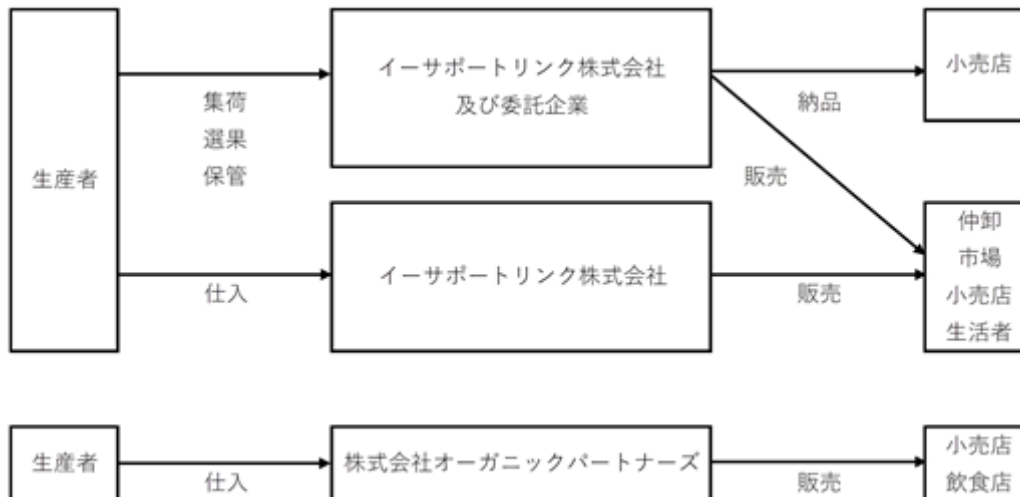 イーサポートリンク株式会社
及び委託企業
小売店
集荷
選果
保管
納品
生産者
販売
仲卸
市場
小売店
生活者
イーサポートリンク株式会社
仕入
販売
生産者
株式会社オーガニックパートナーズ
小売店
飲食店
仕入
販売